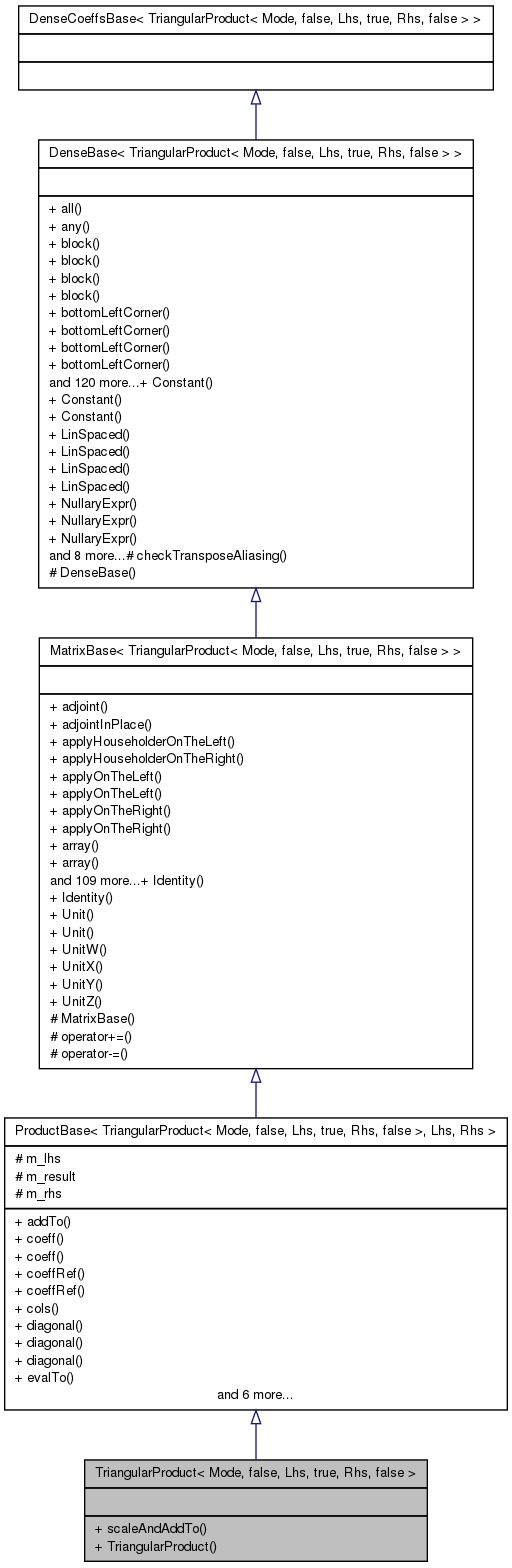 DenseCoeffsBase< TriangularProduct< Mode, false, Lhs, true, Rhs, false > >
DenseBase< TriangularProduct< Mode, false, Lhs, true, Rhs, false > >
+ all()
+ any()
+ block()
+ block()
+ block()
+ block()
+ bottomLeftCorner()
+ bottomLeftCorner()
+ bottomLeftCorner()
+ bottomLeftCorner()
and 120 more...+ Constant()
+ Constant()
+ Constant()
+ LinSpaced()
+ LinSpaced()
+ LinSpaced()
+ LinSpaced()
+ NullaryExpr()
+ NullaryExpr()
+ NullaryExpr()
and 8 more...# checkTransposeAliasing()
# DenseBase()
MatrixBase< TriangularProduct< Mode, false, Lhs, true, Rhs, false > >
+ adjoint()
+ adjointInPlace()
+ applyHouseholderOnTheLeft()
+ applyHouseholderOnTheRight()
+ applyOnTheLeft()
+ applyOnTheLeft()
+ applyOnTheRight()
+ applyOnTheRight()
+ array()
+ array()
and 109 more...+ Identity()
+ Identity()
+ Unit()
+ Unit()
+ UnitW()
+ UnitX()
+ UnitY()
+ UnitZ()
# MatrixBase()
# operator+=()
# operator-=()
ProductBase< TriangularProduct< Mode, false, Lhs, true, Rhs, false >, Lhs, Rhs >
# m_lhs
# m_result
# m_rhs
+ addTo()
+ coeff()
+ coeff()
+ coeffRef()
+ coeffRef()
+ cols()
+ diagonal()
+ diagonal()
+ diagonal()
+ evalTo()
and 6 more...
TriangularProduct< Mode, false, Lhs, true, Rhs, false >
+ scaleAndAddTo()
+ TriangularProduct()